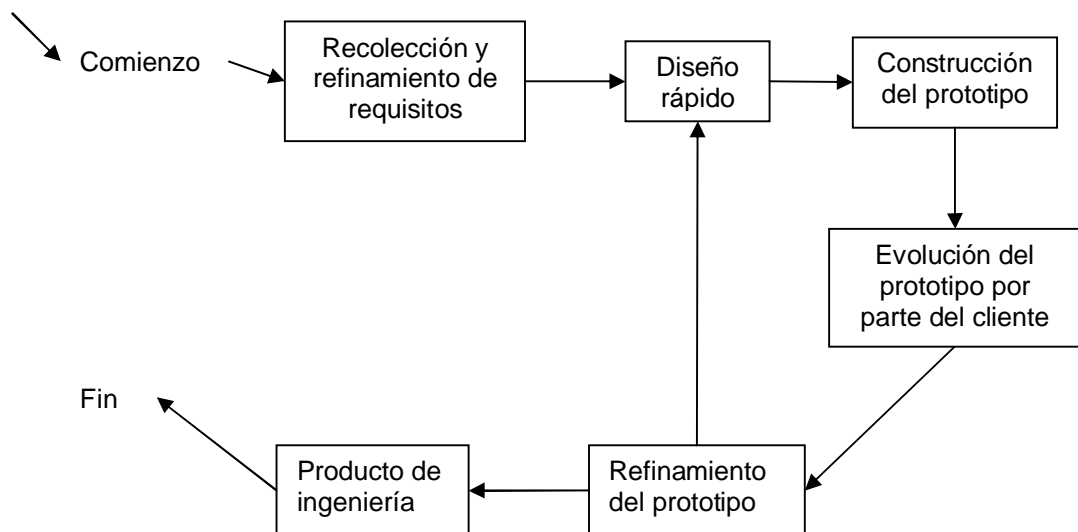 Comienzo
Recolección y
refinamiento de
requisitos
Diseño
rápido
Construcción
del prototipo
Evolución del
prototipo por
parte del cliente
Refinamiento
del prototipo
Producto de
ingeniería
Fin